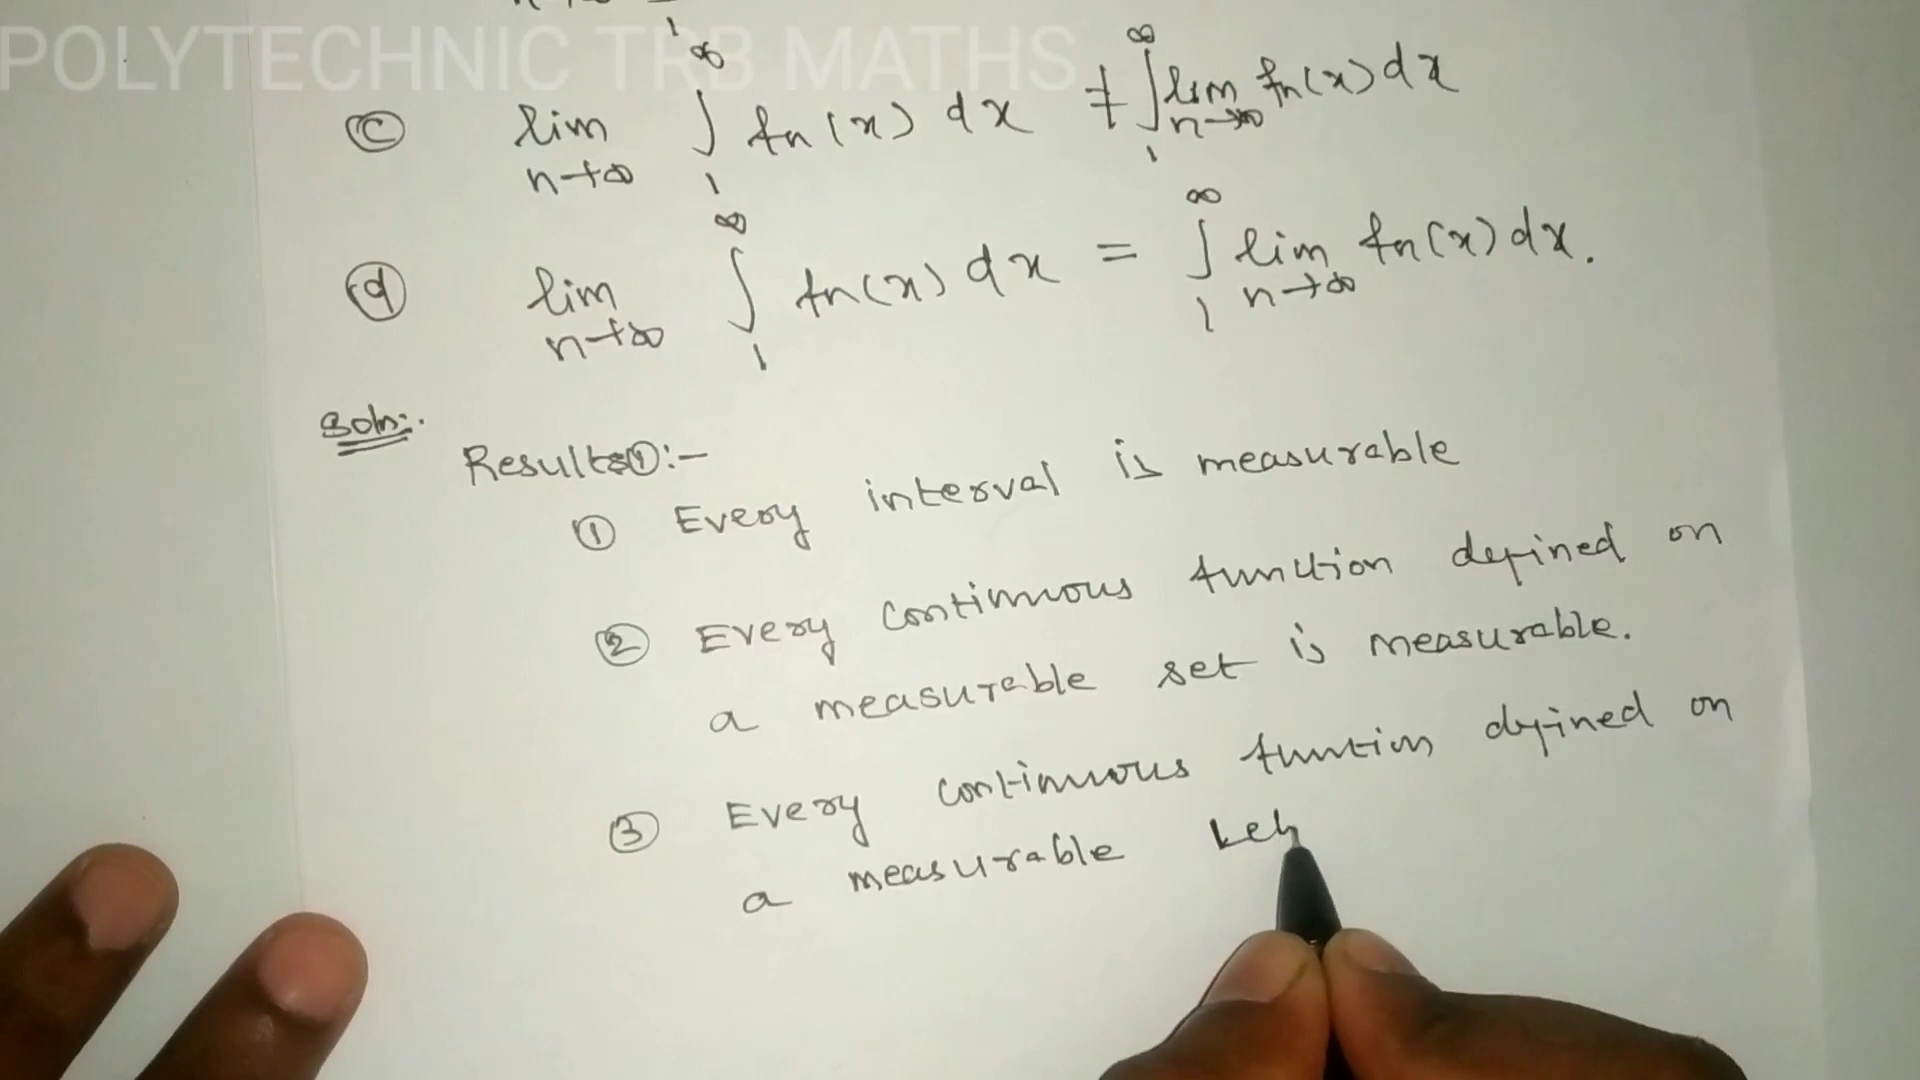 POLYTECHNIC TRB MATHS
(c) lim n→∞ ∫₁^∞ fn(x) dx ≠ ∫₁^∞ lim n→∞ fn(x) dx
(d) lim n→∞ ∫₁^∞ fn(x) dx = ∫₁^∞ lim n→∞ fn(x) dx.
Soln:.
Results①:-
① Every interval is measurable
② Every continuous function defined on
a measurable set is measurable.
③ Every continuous function defined on
a measurable